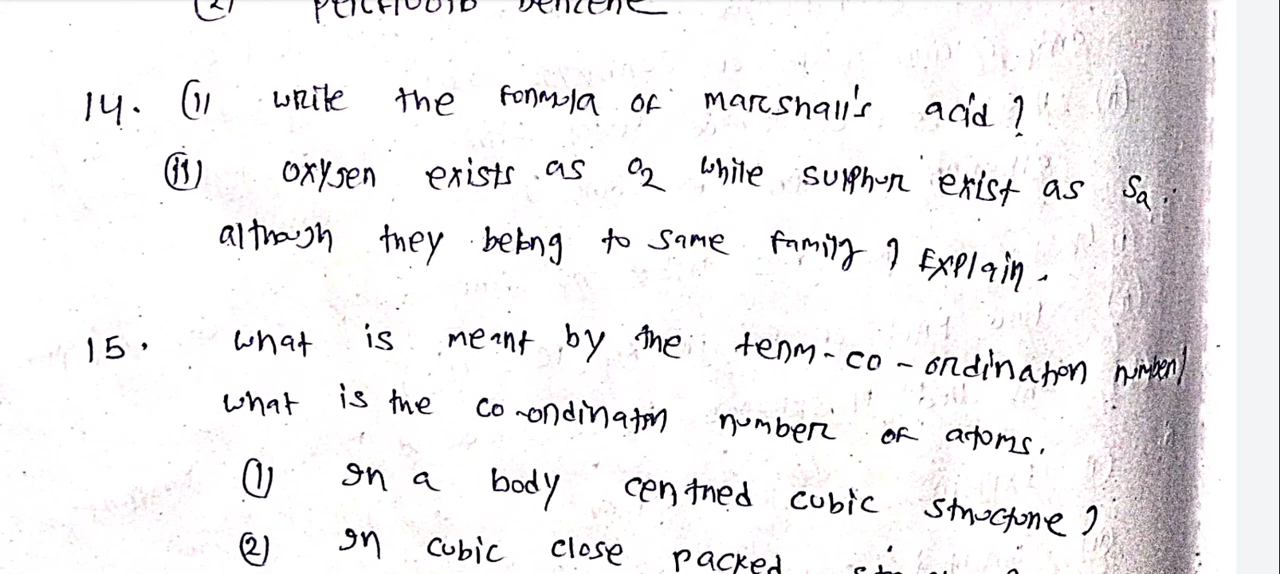 14. (i) write the formula of marshall's acid ?
(ii) oxygen exists as O2 while sulphur exist as S8.
although they belong to same family ? Explain.
15. what is meant by the term-co-ordination number/
what is the co-ordination number of atoms.
(1) In a body centred cubic structure ?
(2) In cubic close packed